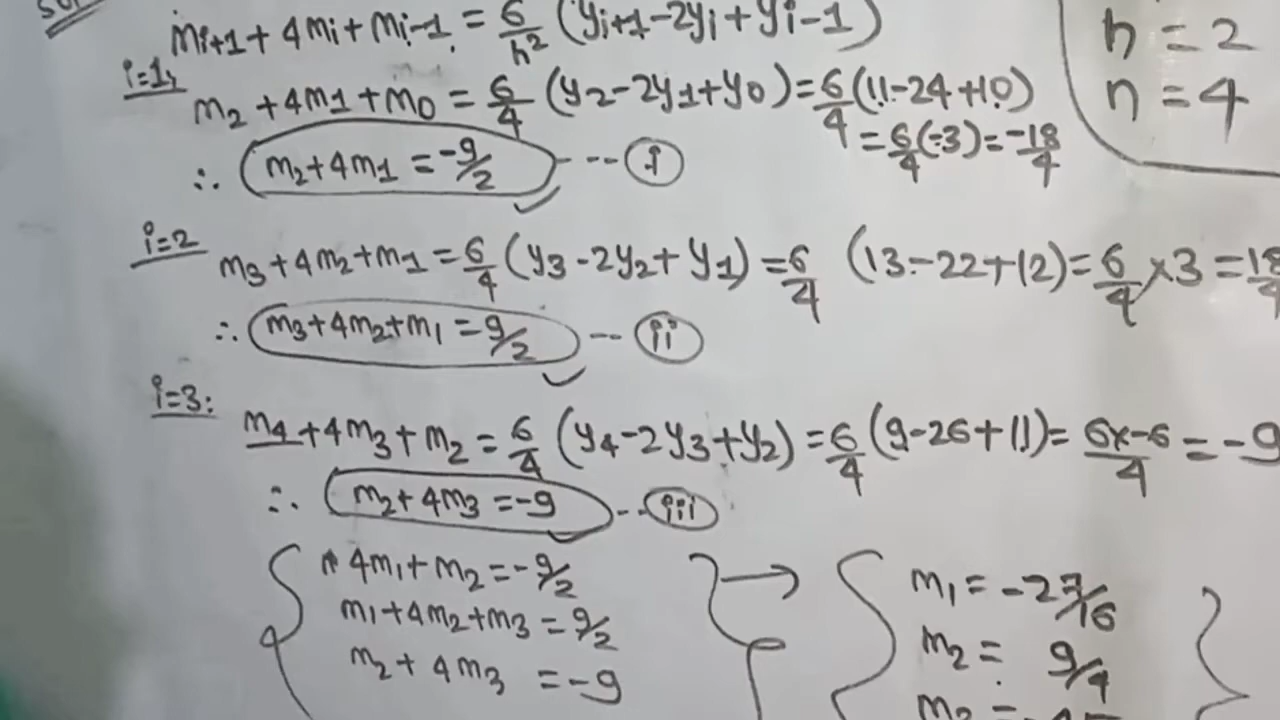 Sol
mi+1 + 4mi + mi-1 = 6/h² (yi+1 - 2yi + yi-1)
h = 2
n = 4
i=1,
m2 + 4m1 + m0 = 6/4 (y2 - 2y1 + y0) = 6/4 (11 - 24 + 10)
= 6/4 (-3) = -18/4
∴ m2 + 4m1 = -9/2 --- (i)
i=2
m3 + 4m2 + m1 = 6/4 (y3 - 2y2 + y1) = 6/4 (13 - 22 + 12) = 6/4 × 3 = 18/4
∴ m3 + 4m2 + m1 = 9/2 --- (ii)
i=3:
m4 + 4m3 + m2 = 6/4 (y4 - 2y3 + y2) = 6/4 (9 - 26 + 11) = 6×-6/4 = -9
∴ m2 + 4m3 = -9 --- (iii)
4m1 + m2 = -9/2
m1 + 4m2 + m3 = 9/2
m2 + 4m3 = -9
→
m1 = -27/16
m2 = 9/4